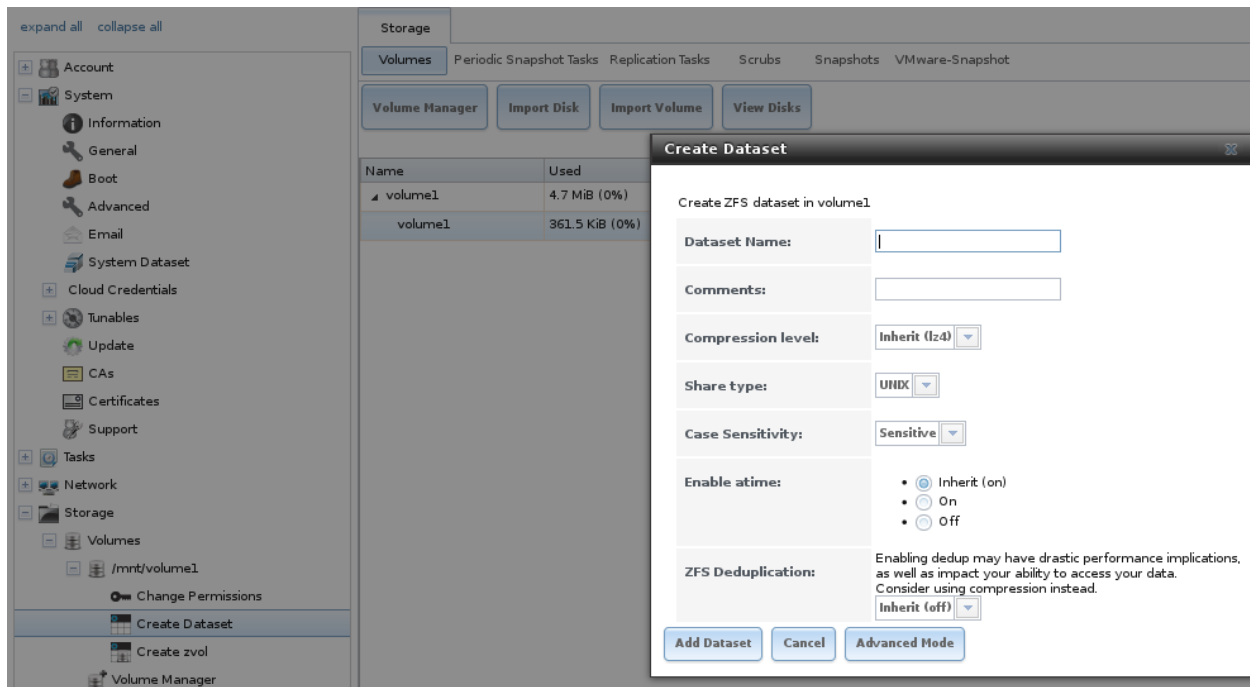 expand all collapse all
Account
System
Information
General
Boot
Advanced
Email
System Dataset
Cloud Credentials
Tunables
Update
CAs
Certificates
Support
Tasks
Network
Storage
Volumes
/mnt/volume1
Change Permissions
Create Dataset
Create zvol
Volume Manager
Storage
Volumes Periodic Snapshot Tasks Replication Tasks Scrubs Snapshots VMware-Snapshot
Volume Manager Import Disk Import Volume View Disks
Name Used
volume1 4.7 MiB (0%)
volume1 361.5 KiB (0%)
Create Dataset
Create ZFS dataset in volume1
Dataset Name:
Comments:
Compression level: Inherit (lz4)
Share type: UNIX
Case Sensitivity: Sensitive
Enable atime: Inherit (on)
On
Off
Enabling dedup may have drastic performance implications,
ZFS Deduplication: as well as impact your ability to access your data.
Consider using compression instead.
Inherit (off)
Add Dataset Cancel Advanced Mode